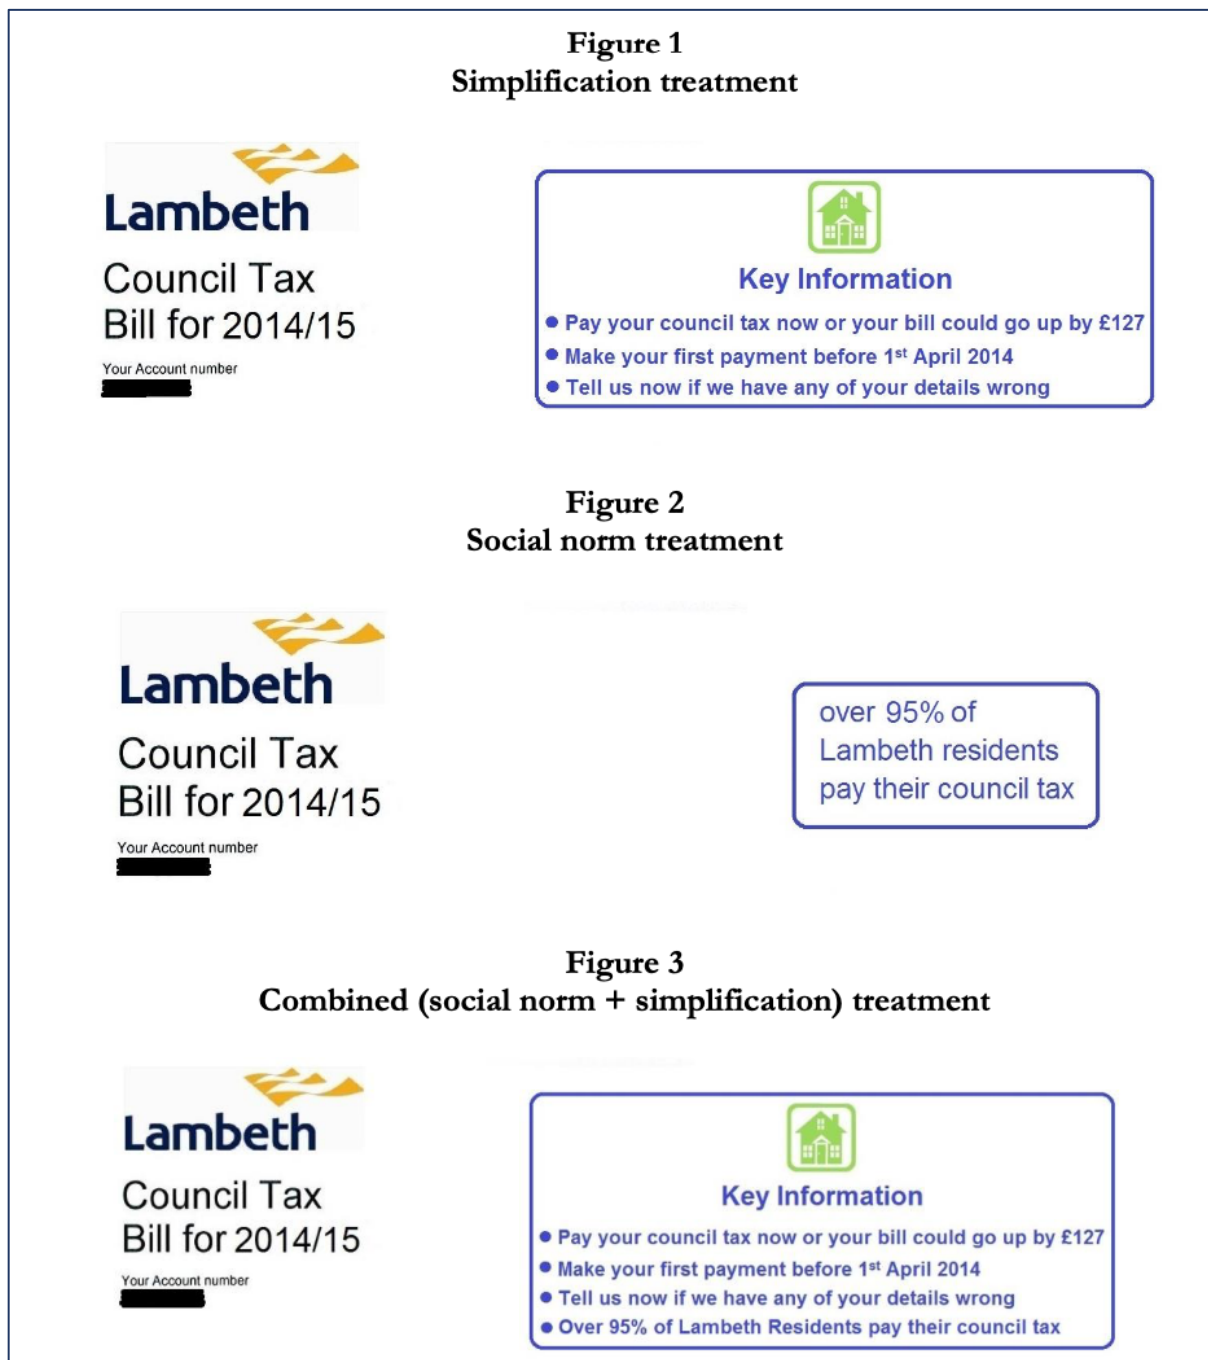 Figure 1
Simplification treatment
Lambeth
Council Tax
Bill for 2014/15
Your Account number
Key Information
● Pay your council tax now or your bill could go up by £127
● Make your first payment before 1st April 2014
● Tell us now if we have any of your details wrong
Figure 2
Social norm treatment
Lambeth
Council Tax
Bill for 2014/15
Your Account number
over 95% of
Lambeth residents
pay their council tax
Figure 3
Combined (social norm + simplification) treatment
Lambeth
Council Tax
Bill for 2014/15
Your Account number
Key Information
● Pay your council tax now or your bill could go up by £127
● Make your first payment before 1st April 2014
● Tell us now if we have any of your details wrong
● Over 95% of Lambeth Residents pay their council tax